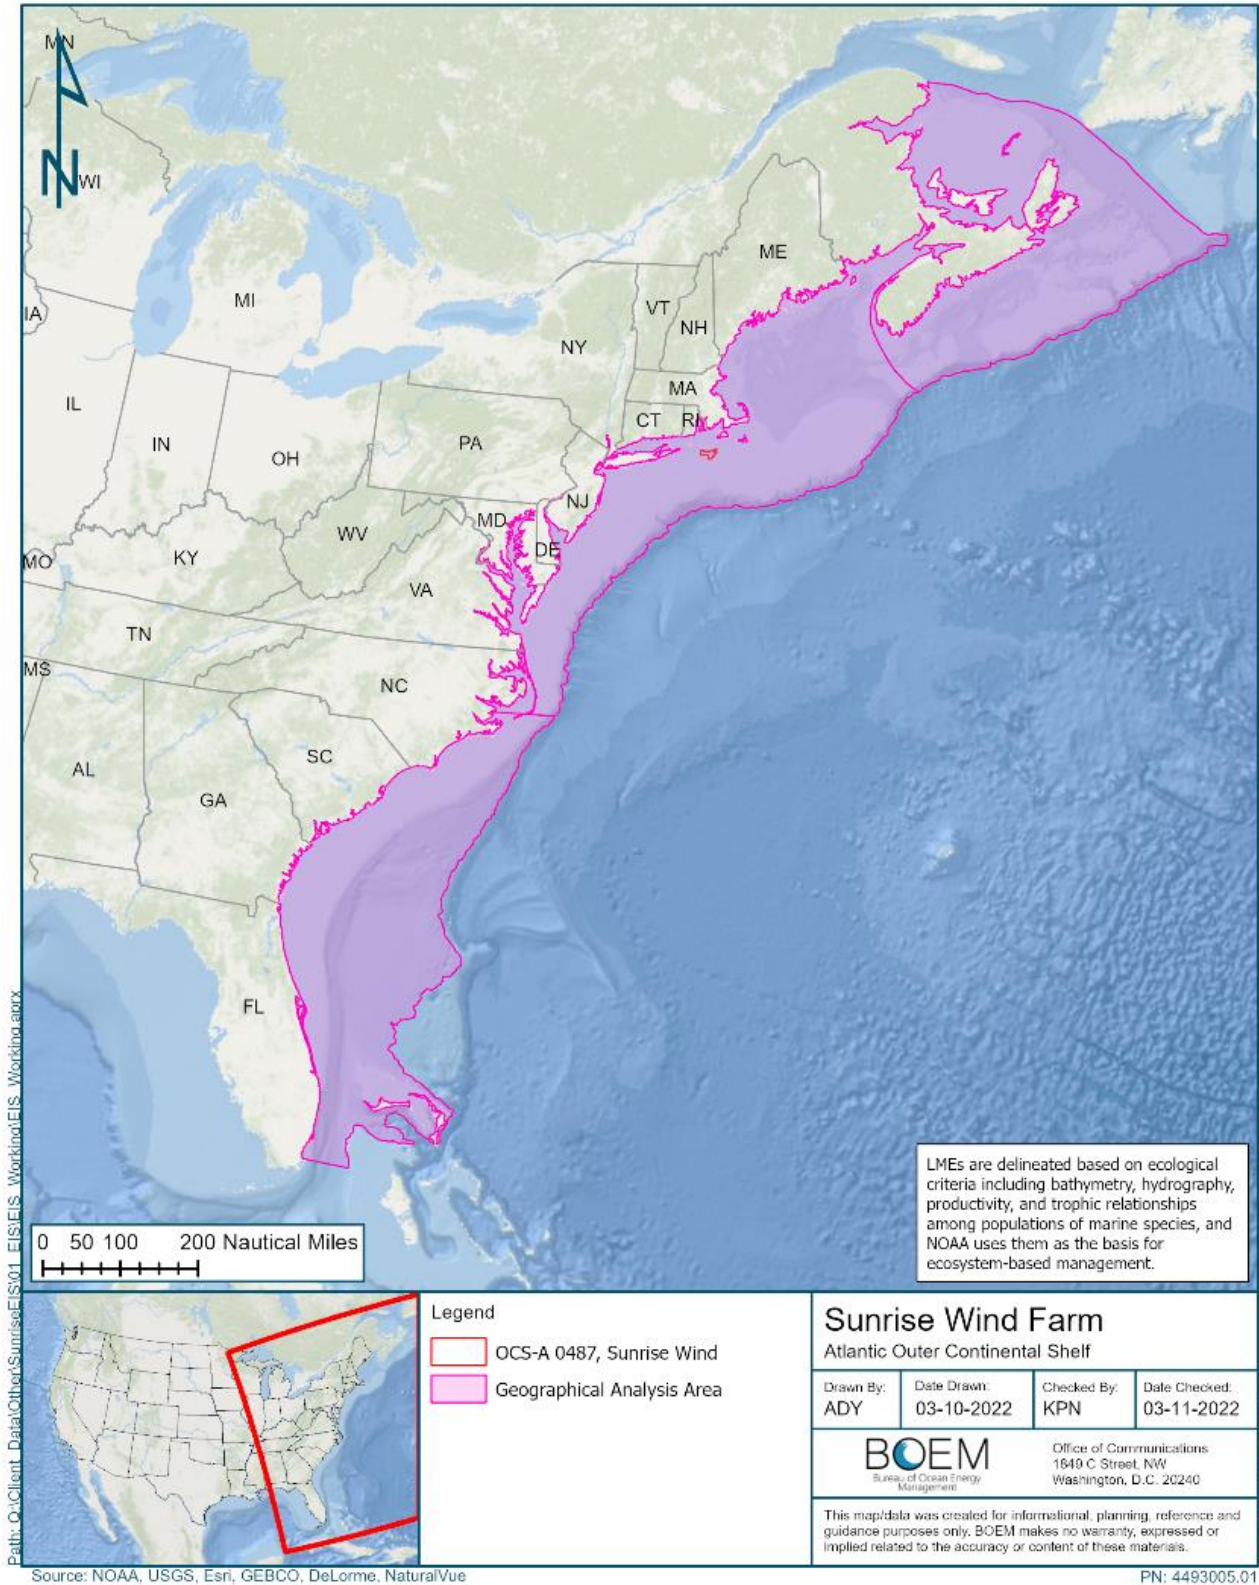 MN
N
WI
MI
IA
IL
IN
OH
MO
KY
WV
PA
NY
VT
NH
ME
MA
CT
RI
NJ
MD
DE
VA
TN
MS
NC
SC
AL
GA
FL
LMEs are delineated based on ecological
criteria including bathymetry, hydrography,
productivity, and trophic relationships
among populations of marine species, and
NOAA uses them as the basis for
ecosystem-based management.
0 50 100 200 Nautical Miles
Legend
OCS-A 0487, Sunrise Wind
Geographical Analysis Area
Sunrise Wind Farm
Atlantic Outer Continental Shelf
Drawn By:
ADY
Date Drawn:
03-10-2022
Checked By:
KPN
Date Checked:
03-11-2022
BOEM
Bureau of Ocean Energy
Management
Office of Communications
1849 C Street, NW
Washington, D.C. 20240
This map/data was created for informational, planning, reference and
guidance purposes only. BOEM makes no warranty, expressed or
implied related to the accuracy or content of these materials.
Path: Q:\Client_Data\Other\SunriseEIS\01_EIS\EIS_Working\EIS_Working.aprx
Source: NOAA, USGS, Esri, GEBCO, DeLorme, NaturalVue
PN: 4493005.01